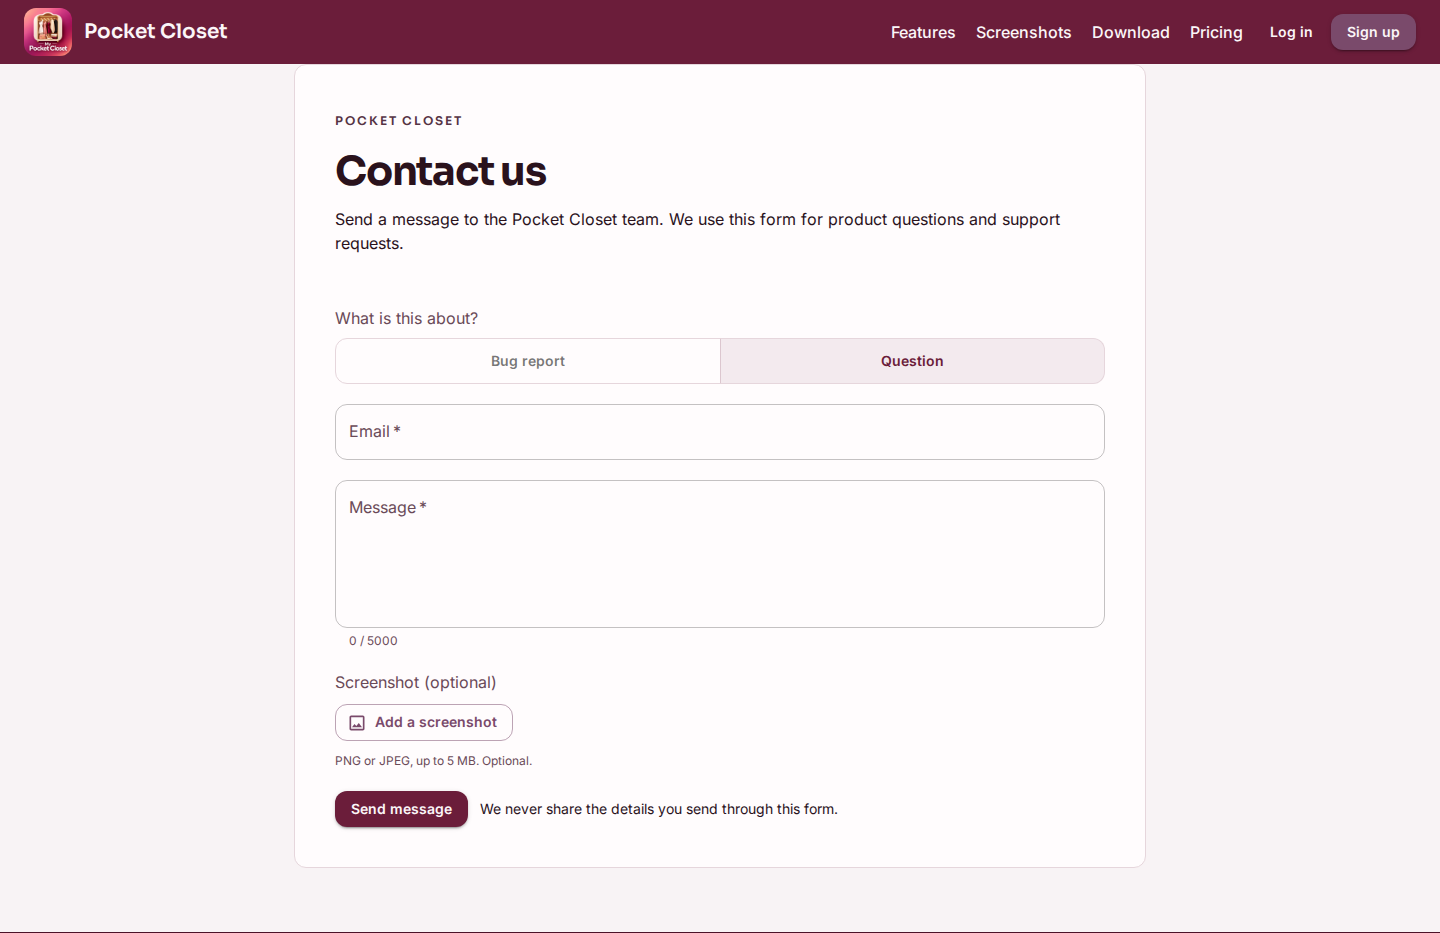 My
Pocket Closet
Pocket Closet
Features
Screenshots
Download
Pricing
Log in
Sign up
POCKET CLOSET
Contact us
Send a message to the Pocket Closet team. We use this form for product questions and support
requests.
What is this about?
Bug report
Question
Email *
Message *
0 / 5000
Screenshot (optional)
Add a screenshot
PNG or JPEG, up to 5 MB. Optional.
Send message
We never share the details you send through this form.